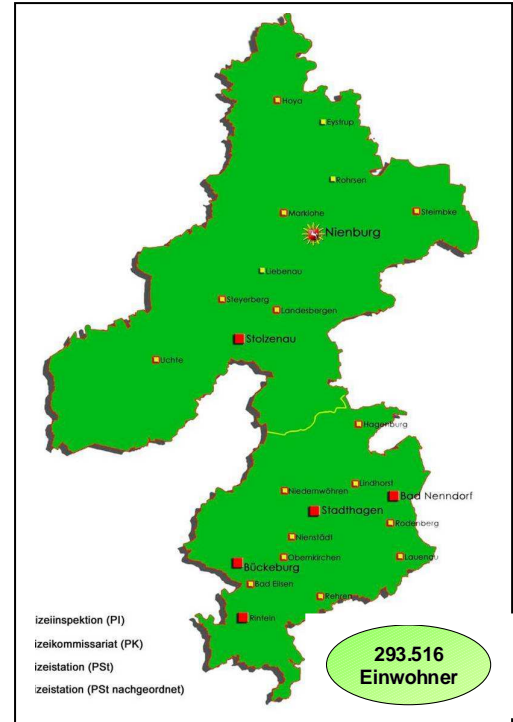 Hoya
Eystrup
Rohrsen
Marklohe
Steimbke
Nienburg
Liebenau
Steyerberg
Landesbergen
Stolzenau
Uchte
Hagenburg
Lindhorst
Niedernwöhren
Bad Nenndorf
Stadthagen
Rodenberg
Nienstädt
Obernkirchen
Lauenau
Bückeburg
Bad Eilsen
Rehren
Rinteln
izeiinspektion (PI)
izeikommissariat (PK)
izeistation (PSt)
izeistation (PSt nachgeordnet)
293.516
Einwohner